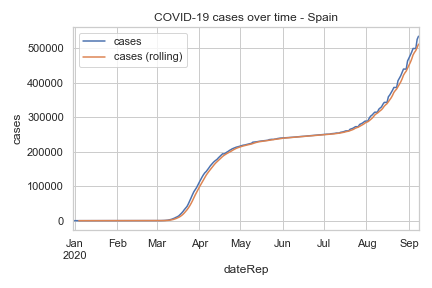 COVID-19 cases over time - Spain
cases
cases (rolling)
500000
400000
300000
200000
100000
0
cases
Jan Feb Mar Apr May Jun Jul Aug Sep
2020
dateRep